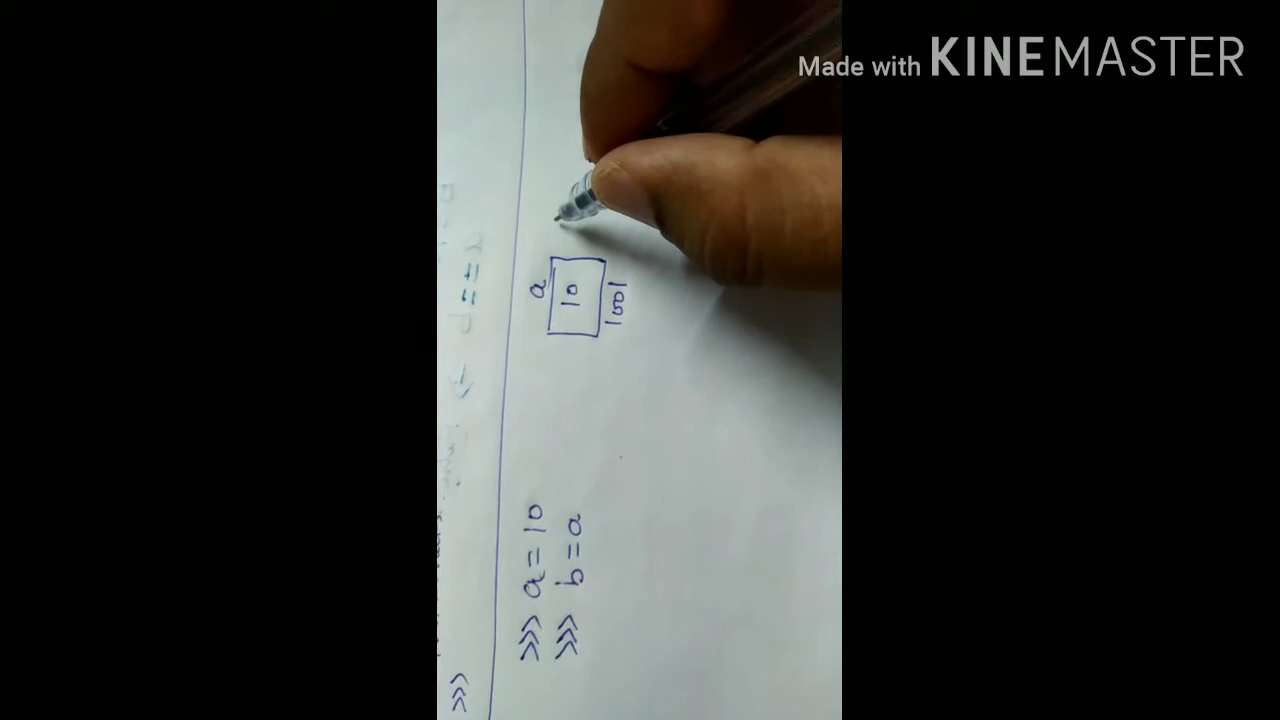 Made with KINEMASTER
>>> a = 10
>>> b = a
a
10
1001
>>>